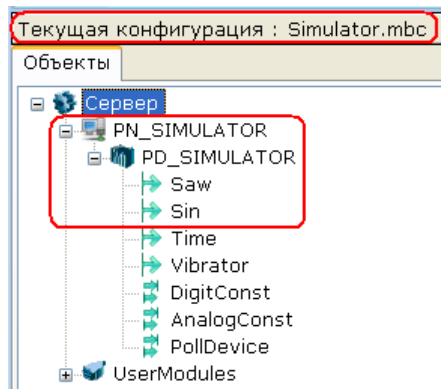 Текущая конфигурация : Simulator.mbc
Объекты
Сервер
PN_SIMULATOR
PD_SIMULATOR
Saw
Sin
Time
Vibrator
DigitConst
AnalogConst
PollDevice
UserModules